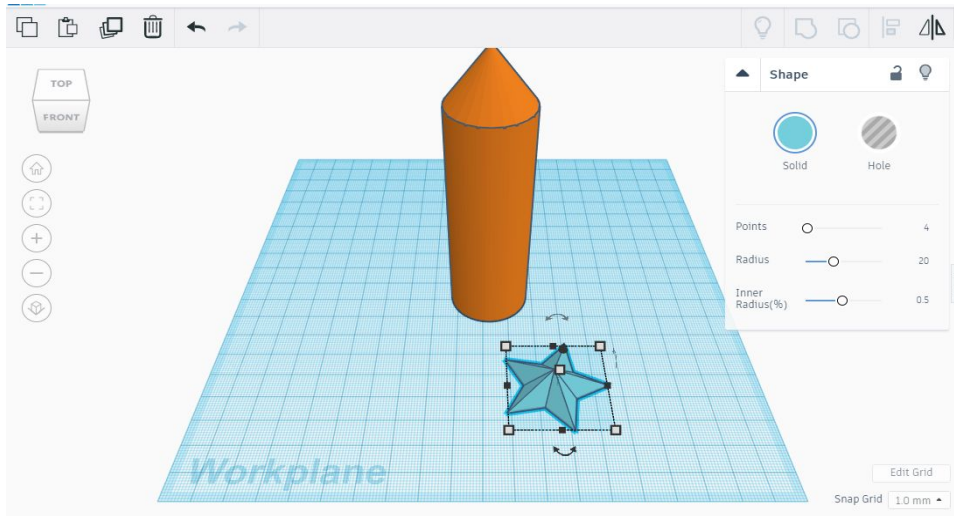 TOP
FRONT
Shape
Solid Hole
Points 4
Radius 20
Inner
Radius(%) 0.5
Workplane
Edit Grid
Snap Grid 1.0 mm